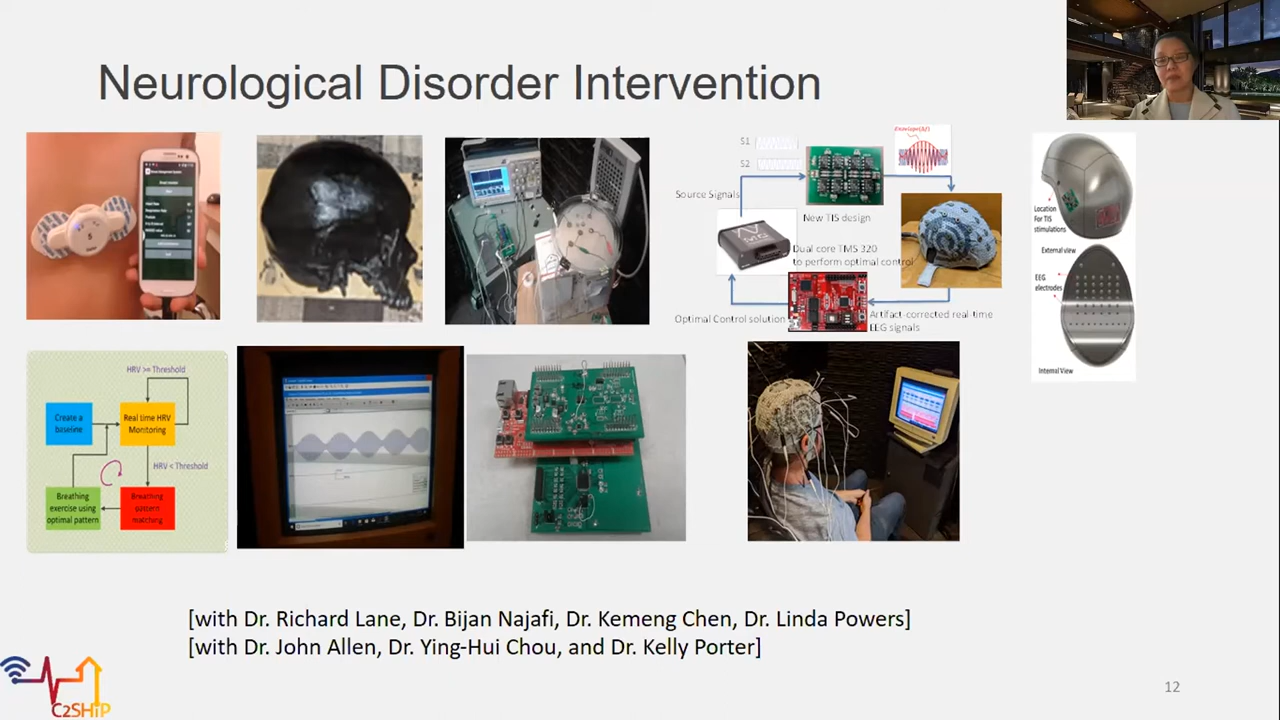 Neurological Disorder Intervention
S1
S2
Envelope(Δf)
Source Signals
New TIS design
Dual core TMS 320
to perform optimal control
Optimal Control solution
Artifact-corrected real-time
EEG signals
Location
For TIS
stimulations
External view
EEG
electrodes
Internal View
HRV >= Threshold
Create a
baseline
Real time HRV
Monitoring
HRV < Threshold
Breathing
exercise using
optimal pattern
Breathing
pattern
matching
[with Dr. Richard Lane, Dr. Bijan Najafi, Dr. Kemeng Chen, Dr. Linda Powers]
[with Dr. John Allen, Dr. Ying-Hui Chou, and Dr. Kelly Porter]
C2SHiP
12